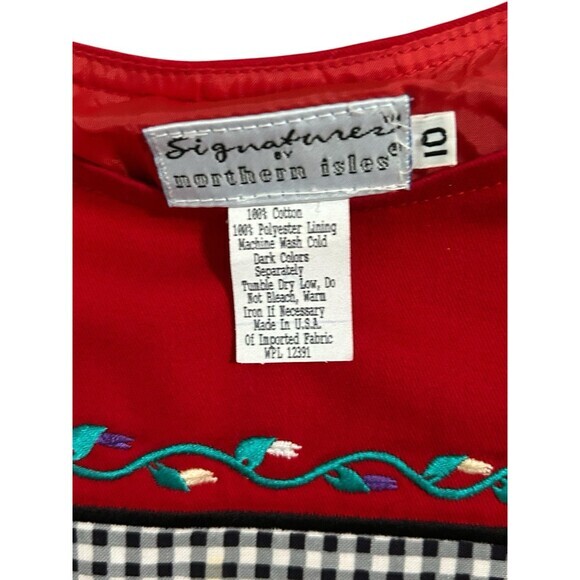 Signatures™
BY
northern isles®
10
100% Cotton
100% Polyester Lining
Machine Wash Cold
Dark Colors
Separately
Tumble Dry Low, Do
Not Bleach, Warm
Iron If Necessary
Made In U.S.A.
Of Imported Fabric
WPL 12391